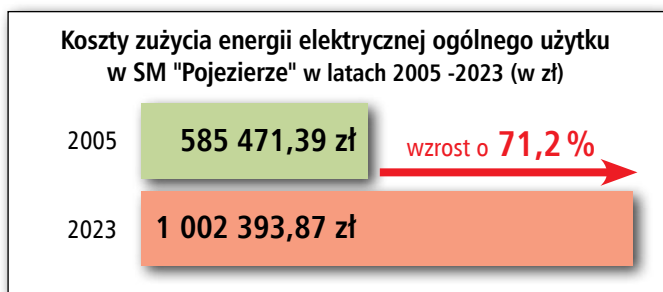 Koszty zużycia energii elektrycznej ogólnego użytku
w SM "Pojezierze" w latach 2005 -2023 (w zł)
2005 585 471,39 zł wzrost o 71,2 %
2023 1 002 393,87 zł